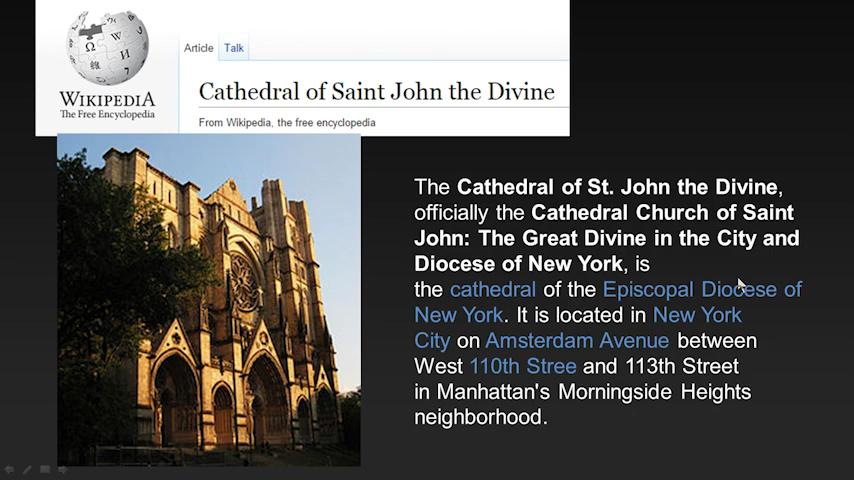 Article Talk
WIKIPEDIA
The Free Encyclopedia
Cathedral of Saint John the Divine
From Wikipedia, the free encyclopedia
The Cathedral of St. John the Divine,
officially the Cathedral Church of Saint
John: The Great Divine in the City and
Diocese of New York, is
the cathedral of the Episcopal Diocese of
New York. It is located in New York
City on Amsterdam Avenue between
West 110th Stree and 113th Street
in Manhattan's Morningside Heights
neighborhood.